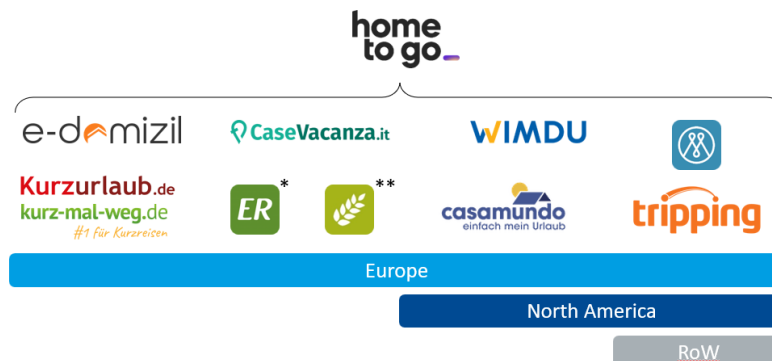 home
to go_
e-domizil
CaseVacanza.it
WIMDU
Kurzurlaub.de
kurz-mal-weg.de
#1 für Kurzreisen
ER*
**
casamundo
einfach mein Urlaub
tripping
Europe
North America
RoW